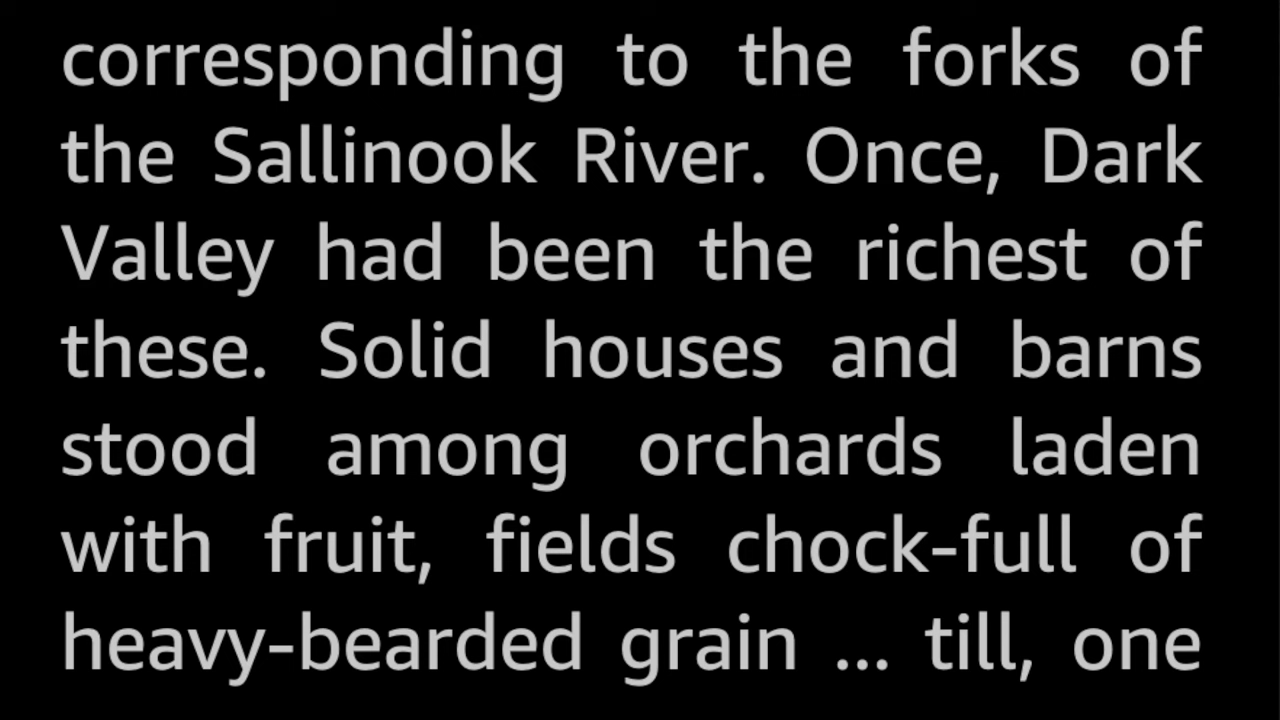 corresponding to the forks of
the Sallinook River. Once, Dark
Valley had been the richest of
these. Solid houses and barns
stood among orchards laden
with fruit, fields chock-full of
heavy-bearded grain ... till, one